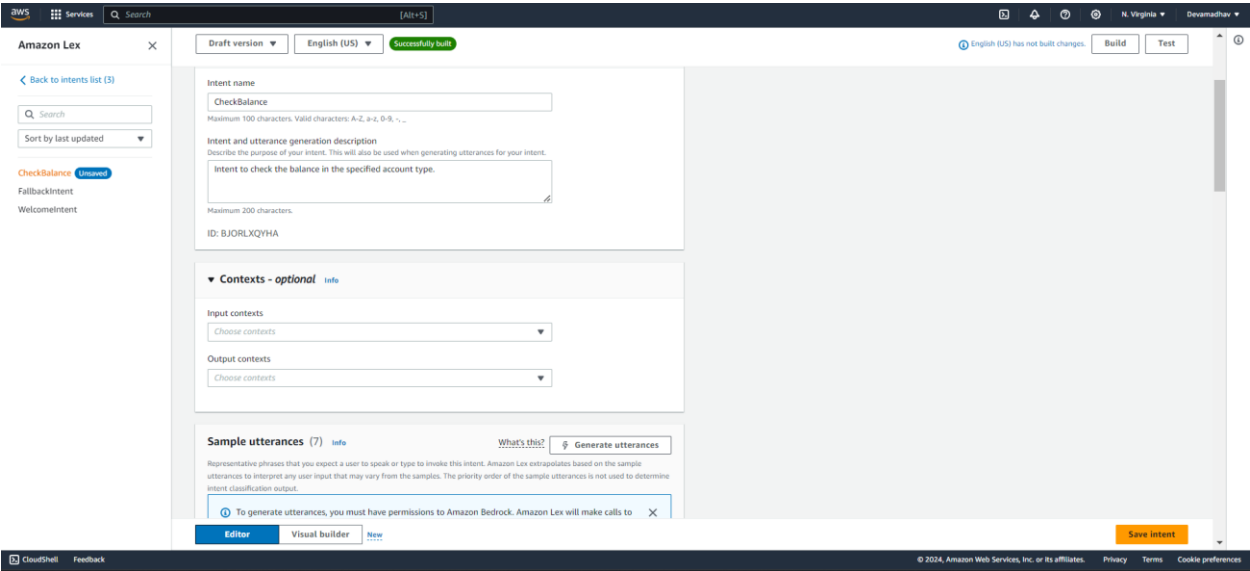 aws Services Search [Alt+S] N. Virginia Devamadhav
Amazon Lex
Back to intents list (3)
Search
Sort by last updated
CheckBalance Unsaved
FallbackIntent
WelcomeIntent
Draft version English (US) Successfully built English (US) has not built changes. Build Test
Intent name
CheckBalance
Maximum 100 characters. Valid characters: A-Z, a-z, 0-9, -, _
Intent and utterance generation description
Describe the purpose of your intent. This will also be used when generating utterances for your intent.
Intent to check the balance in the specified account type.
Maximum 200 characters.
ID: BJORLXQYHA
Contexts - optional Info
Input contexts
Choose contexts
Output contexts
Choose contexts
Sample utterances (7) Info What's this? Generate utterances
Representative phrases that you expect a user to speak or type to invoke this intent. Amazon Lex extrapolates based on the sample
utterances to interpret any user input that may vary from the samples. The priority order of the sample utterances is not used to determine
intent classification output.
To generate utterances, you must have permissions to Amazon Bedrock. Amazon Lex will make calls to
Editor Visual builder New Save intent
CloudShell Feedback © 2024, Amazon Web Services, Inc. or its affiliates. Privacy Terms Cookie preferences